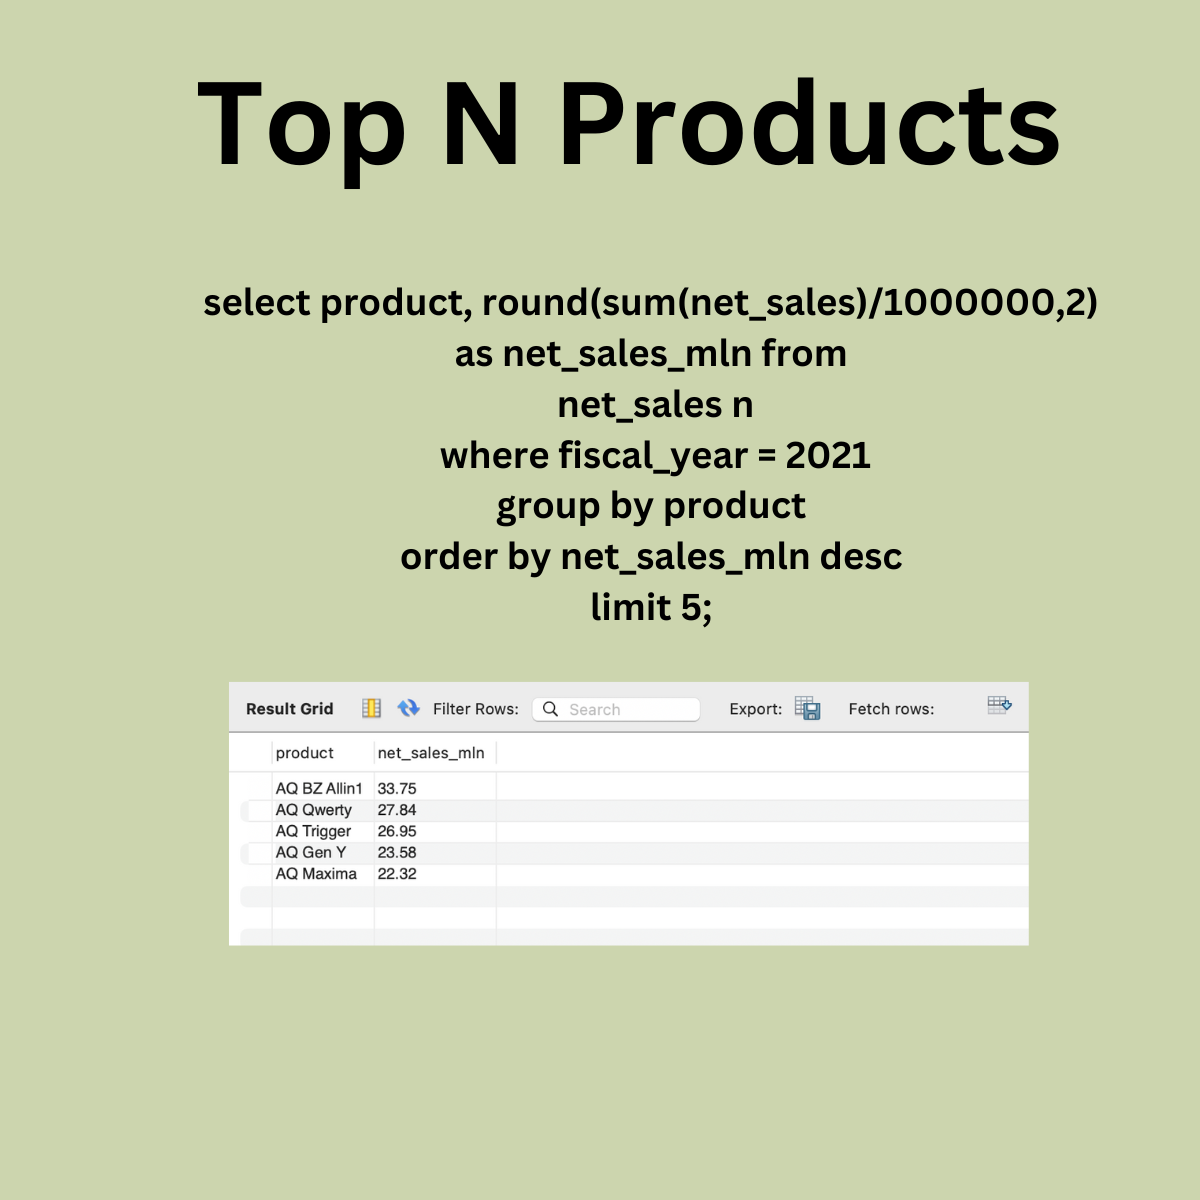 Top N Products
select product, round(sum(net_sales)/1000000,2)
as net_sales_mln from
net_sales n
where fiscal_year = 2021
group by product
order by net_sales_mln desc
limit 5;
Result Grid Filter Rows: Search Export: Fetch rows:
product net_sales_mln
AQ BZ Allin1 33.75
AQ Qwerty 27.84
AQ Trigger 26.95
AQ Gen Y 23.58
AQ Maxima 22.32